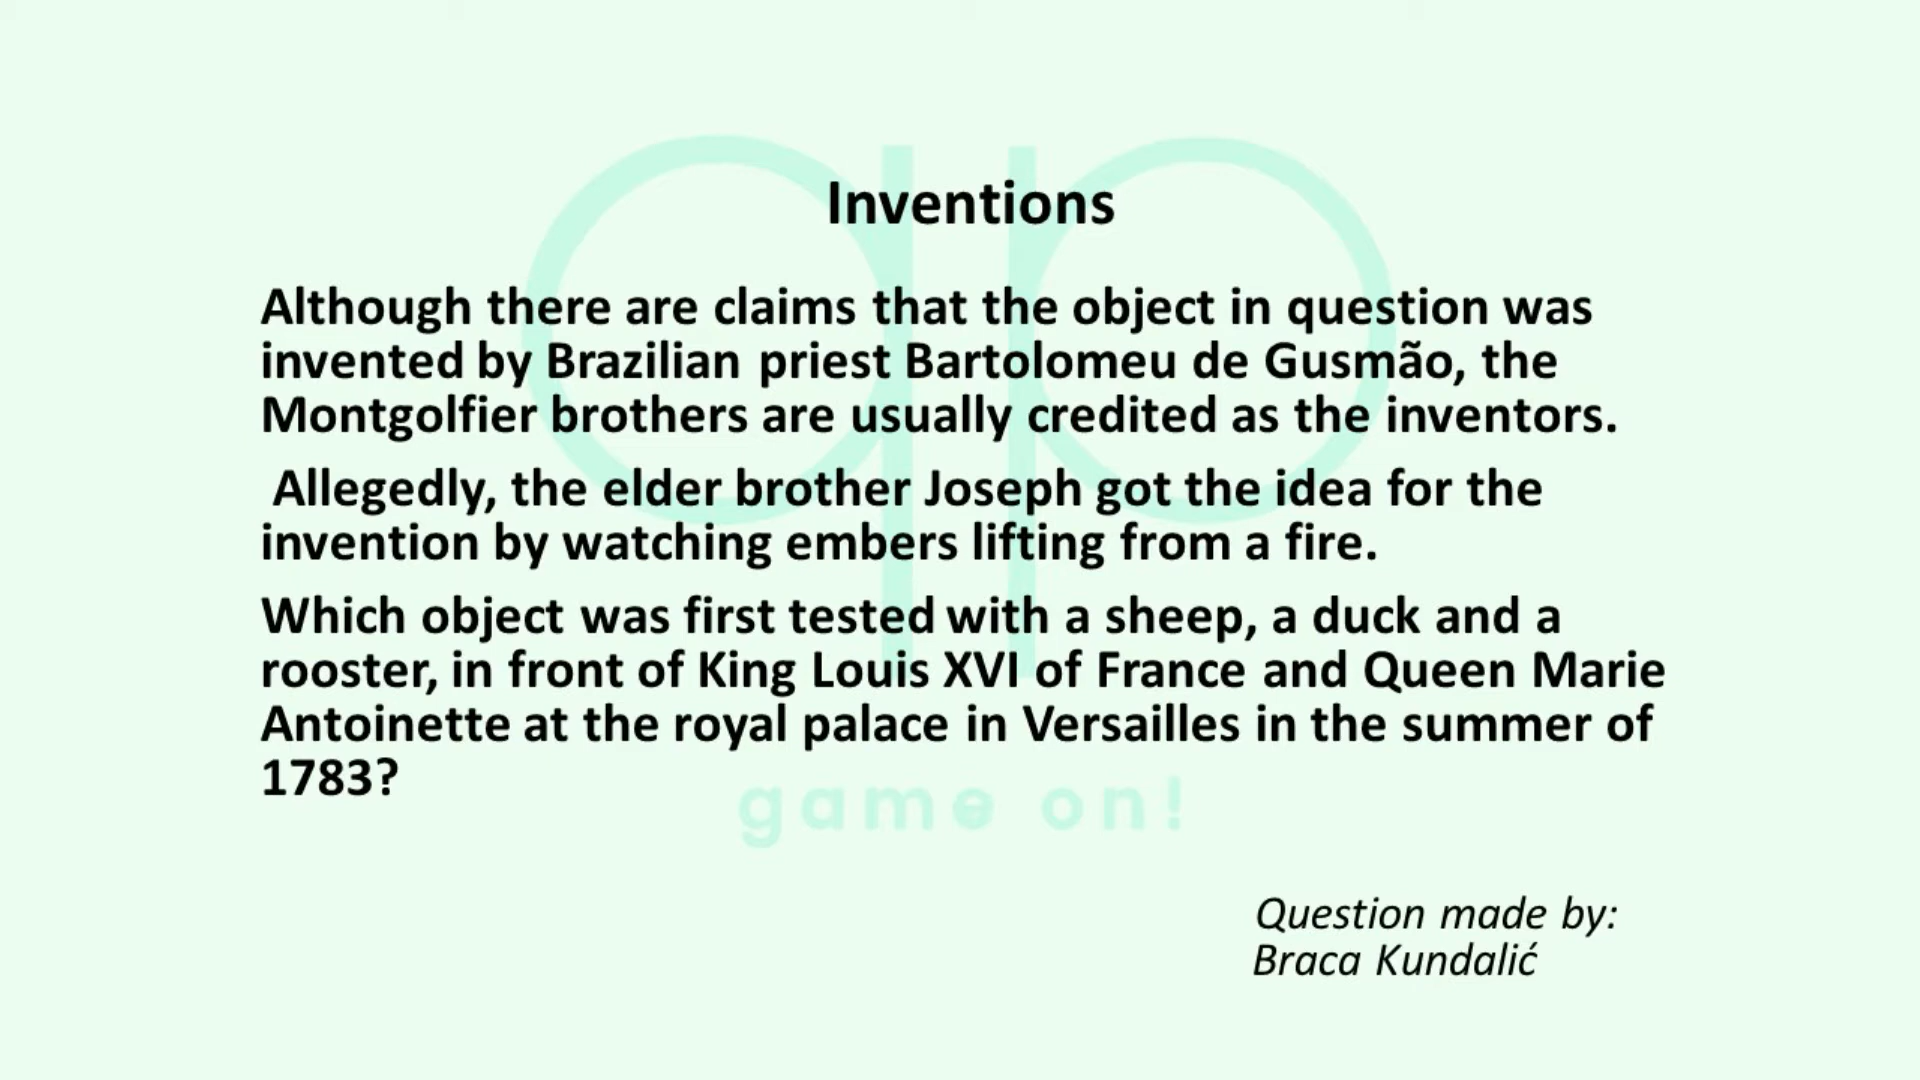 Inventions
Although there are claims that the object in question was
invented by Brazilian priest Bartolomeu de Gusmão, the
Montgolfier brothers are usually credited as the inventors.
Allegedly, the elder brother Joseph got the idea for the
invention by watching embers lifting from a fire.
Which object was first tested with a sheep, a duck and a
rooster, in front of King Louis XVI of France and Queen Marie
Antoinette at the royal palace in Versailles in the summer of
1783?
game on!
Question made by:
Braca Kundalić